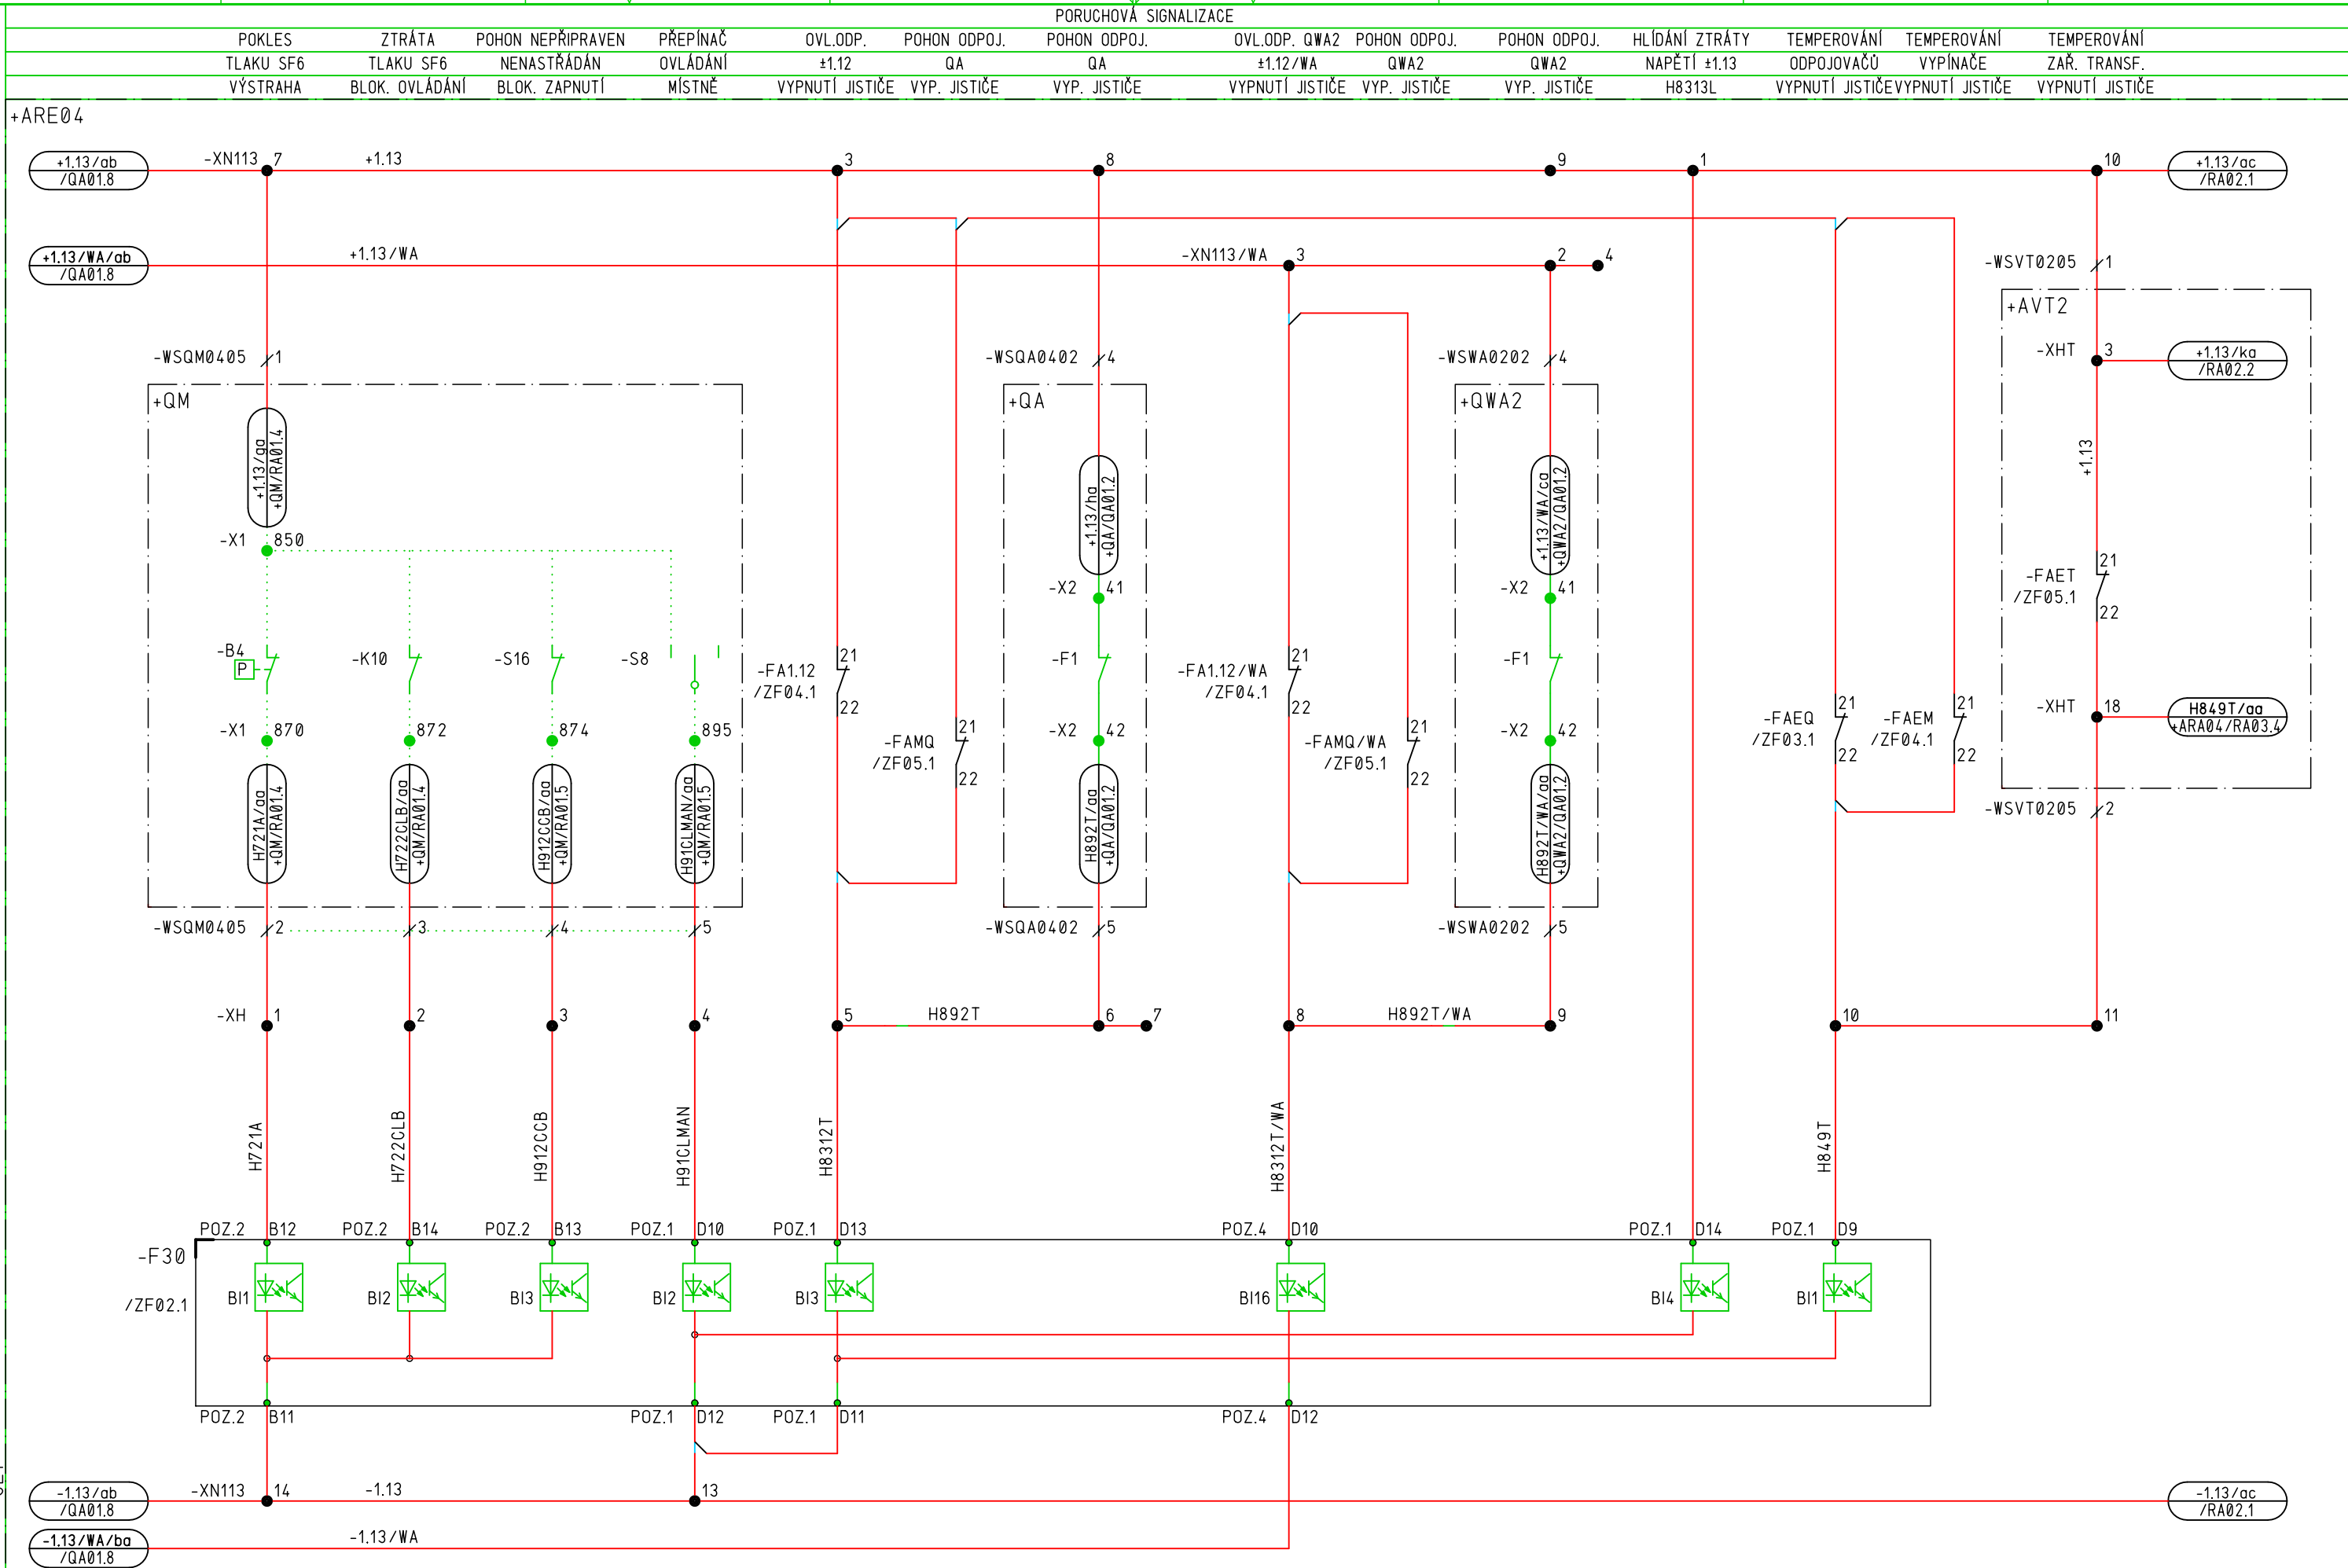 PORUCHOVÁ SIGNALIZACE
POKLES ZTRÁTA POHON NEPŘIPRAVEN PŘEPÍNAČ OVL.ODP. POHON ODPOJ. POHON ODPOJ. OVL.ODP. QWA2 POHON ODPOJ. POHON ODPOJ. HLÍDÁNÍ ZTRÁTY TEMPEROVÁNÍ TEMPEROVÁNÍ TEMPEROVÁNÍ
TLAKU SF6 TLAKU SF6 NENASTŘÁDÁN OVLÁDÁNÍ ±1.12 QA QA ±1.12/WA QWA2 QWA2 NAPĚTÍ ±1.13 ODPOJOVAČŮ VYPÍNAČE ZAŘ. TRANSF.
VÝSTRAHA BLOK. OVLÁDÁNÍ BLOK. ZAPNUTÍ MÍSTNĚ VYPNUTÍ JISTIČE VYP. JISTIČE VYP. JISTIČE VYPNUTÍ JISTIČE VYP. JISTIČE VYP. JISTIČE H8313L VYPNUTÍ JISTIČE VYPNUTÍ JISTIČE VYPNUTÍ JISTIČE
+ARE04
+1.13/ab -XN113 7 +1.13 3 8 9 1 10 +1.13/ac
/QA01.8 /RA02.1
+1.13/WA/ab +1.13/WA -XN113/WA 3 2 4 -WSVT0205 1
/QA01.8
+AVT2
-WSQM0405 1 -WSQA0402 4 -WSWA0202 4 -XHT 3 +1.13/ka
/RA02.2
+QM +QA +QWA2
+1.13/qa
+QM/RA01.4
+1.13/ha
+QA/QA01.2
+1.13/WA/ca
+QWA2/QA01.2
+1.13
-X1 850
-X2 41 -X2 41 21
-FAET
/ZF05.1
22
-B4 P -K10 -S16 -S8 21 -F1 21 -F1
-FA1.12 -FA1.12/WA
/ZF04.1 /ZF04.1
22 22
-X1 870 872 874 895 21 -X2 42 21 -X2 42 21 21 -XHT 18 H849T/aa
+ARA04/RA03.4
-FAMQ -FAMQ/WA -FAEQ -FAEM
/ZF05.1 /ZF05.1 /ZF03.1 /ZF04.1
22 22 22 22
H721A/aa
+QM/RA01.4
H722CLB/aa
+QM/RA01.4
H912CCB/aa
+QM/RA01.5
H91CLMAN/aa
+QM/RA01.5
H892T/aa
+QA/QA01.2
H892T/WA/aa
+QWA2/QA01.2
-WSVT0205 2
-WSQM0405 2 3 4 5 -WSQA0402 5 -WSWA0202 5
-XH 1 2 3 4 5 H892T 6 7 8 H892T/WA 9 10 11
H721A
H722CLB
H912CCB
H91CLMAN
H8312T
H8312T/WA
H849T
POZ.2 B12 POZ.2 B14 POZ.2 B13 POZ.1 D10 POZ.1 D13 POZ.4 D10 POZ.1 D14 POZ.1 D9
-F30
/ZF02.1
BI1 BI2 BI3 BI2 BI3 BI16 BI4 BI1
POZ.2 B11 POZ.1 D12 POZ.1 D11 POZ.4 D12
-1.13/ab -XN113 14 -1.13 13 -1.13/ac
/QA01.8 /RA02.1
-1.13/WA/ba -1.13/WA
/QA01.8